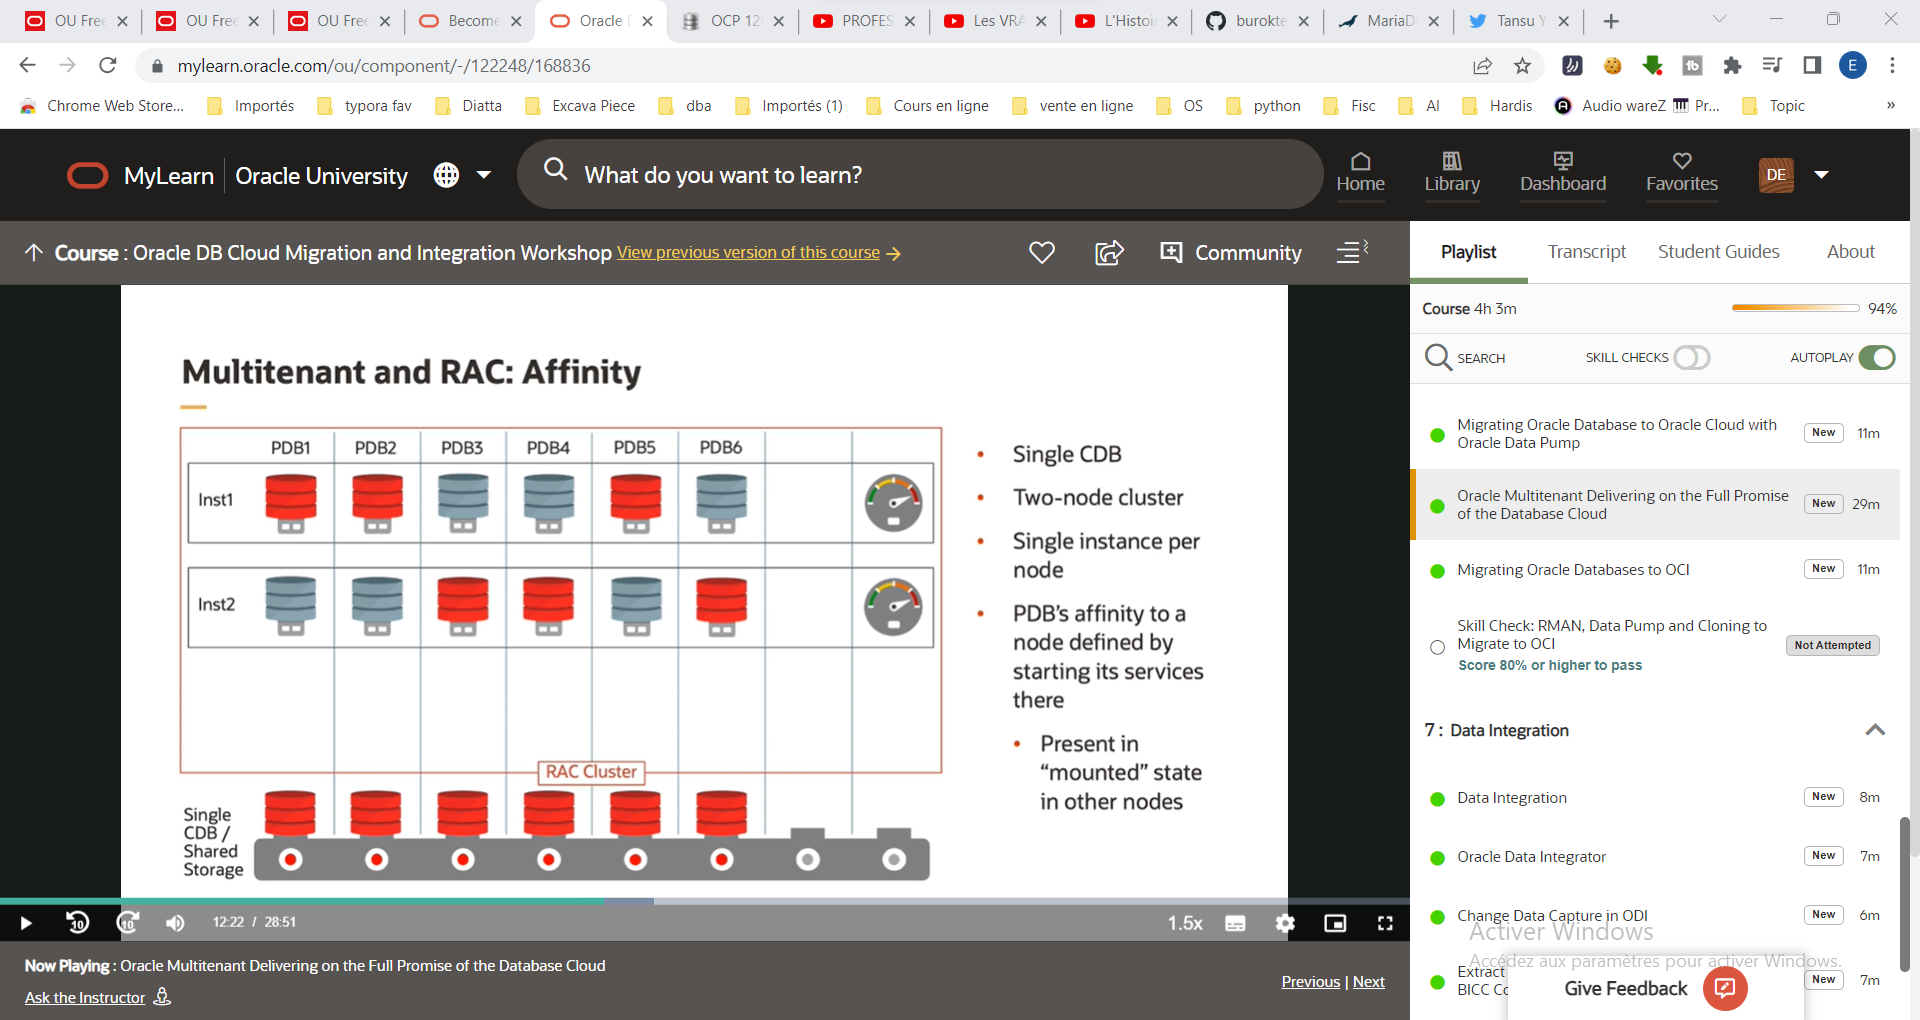 OU Free
OU Free
OU Free
Become
Oracle
OCP 12
PROFES
Les VRA
L'Histoi
burokte
MariaD
Tansu Y
mylearn.oracle.com/ou/component/-/122248/168836
E
Chrome Web Store...
Importés
typora fav
Diatta
Excava Piece
dba
Importés (1)
Cours en ligne
vente en ligne
OS
python
Fisc
AI
Hardis
Audio wareZ
Pr...
Topic
»
MyLearn
Oracle University
What do you want to learn?
Home
Library
Dashboard
Favorites
DE
Course : Oracle DB Cloud Migration and Integration Workshop View previous version of this course
Community
Multitenant and RAC: Affinity
PDB1 PDB2 PDB3 PDB4 PDB5 PDB6
Inst1
Inst2
RAC Cluster
Single
CDB /
Shared
Storage
• Single CDB
• Two-node cluster
• Single instance per
node
• PDB's affinity to a
node defined by
starting its services
there
• Present in
“mounted” state
in other nodes
10
10
12:22 / 28:51
1.5x
Now Playing : Oracle Multitenant Delivering on the Full Promise of the Database Cloud
Ask the Instructor
Previous | Next
Playlist
Transcript
Student Guides
About
Course 4h 3m
94%
SEARCH
SKILL CHECKS
AUTOPLAY
Migrating Oracle Database to Oracle Cloud with
Oracle Data Pump
New
11m
Oracle Multitenant Delivering on the Full Promise
of the Database Cloud
New
29m
Migrating Oracle Databases to OCI
New
11m
Skill Check: RMAN, Data Pump and Cloning to
Migrate to OCI
Score 80% or higher to pass
Not Attempted
7 : Data Integration
Data Integration
New
8m
Oracle Data Integrator
New
7m
Change Data Capture in ODI
New
6m
Activer Windows
Accédez aux paramètres pour activer Windows.
Extract
BICC
New
7m
Give Feedback